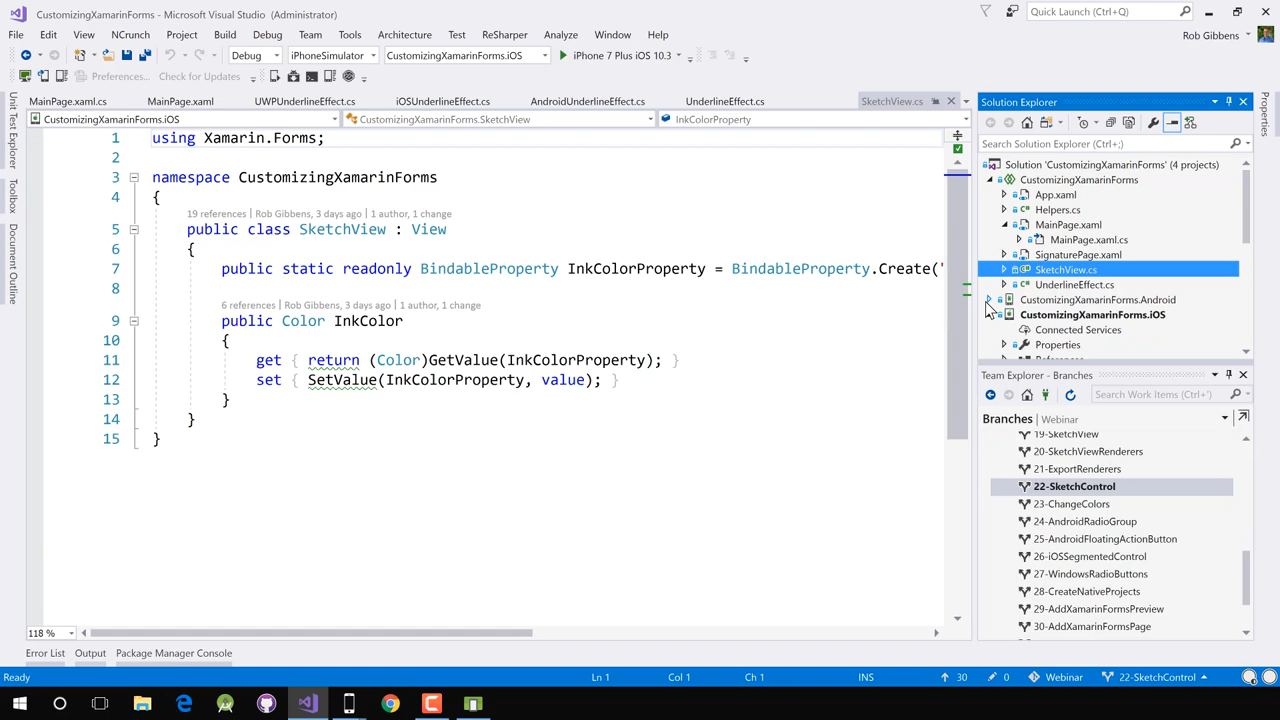 CustomizingXamarinForms - Microsoft Visual Studio (Administrator)
Quick Launch (Ctrl+Q)
File Edit View NCrunch Project Build Debug Team Tools Architecture Test ReSharper Analyze Window Help
Rob Gibbens
Debug iPhoneSimulator CustomizingXamarinForms.iOS iPhone 7 Plus iOS 10.3
Preferences... Check for Updates
Unit Test Explorer
Toolbox
Document Outline
MainPage.xaml.cs MainPage.xaml UWPUnderlineEffect.cs iOSUnderlineEffect.cs AndroidUnderlineEffect.cs UnderlineEffect.cs SketchView.cs
CustomizingXamarinForms.iOS CustomizingXamarinForms.SketchView InkColorProperty
1 using Xamarin.Forms;
2
3 namespace CustomizingXamarinForms
4 {
19 references | Rob Gibbens, 3 days ago | 1 author, 1 change
5 public class SketchView : View
6 {
7 public static readonly BindableProperty InkColorProperty = BindableProperty.Create('
8
6 references | Rob Gibbens, 3 days ago | 1 author, 1 change
9 public Color InkColor
10 {
11 get { return (Color)GetValue(InkColorProperty); }
12 set { SetValue(InkColorProperty, value); }
13 }
14 }
15 }
118 %
Solution Explorer
Search Solution Explorer (Ctrl+;)
Solution 'CustomizingXamarinForms' (4 projects)
CustomizingXamarinForms
App.xaml
Helpers.cs
MainPage.xaml
MainPage.xaml.cs
SignaturePage.xaml
SketchView.cs
UnderlineEffect.cs
CustomizingXamarinForms.Android
CustomizingXamarinForms.iOS
Connected Services
Properties
References
Properties
Team Explorer - Branches
Search Work Items (Ctrl+')
Branches | Webinar
19-SketchView
20-SketchViewRenderers
21-ExportRenderers
22-SketchControl
23-ChangeColors
24-AndroidRadioGroup
25-AndroidFloatingActionButton
26-iOSSegmentedControl
27-WindowsRadioButtons
28-CreateNativeProjects
29-AddXamarinFormsPreview
30-AddXamarinFormsPage
Error List Output Package Manager Console
Ready Ln 1 Col 1 Ch 1 INS 30 0 Webinar 22-SketchControl